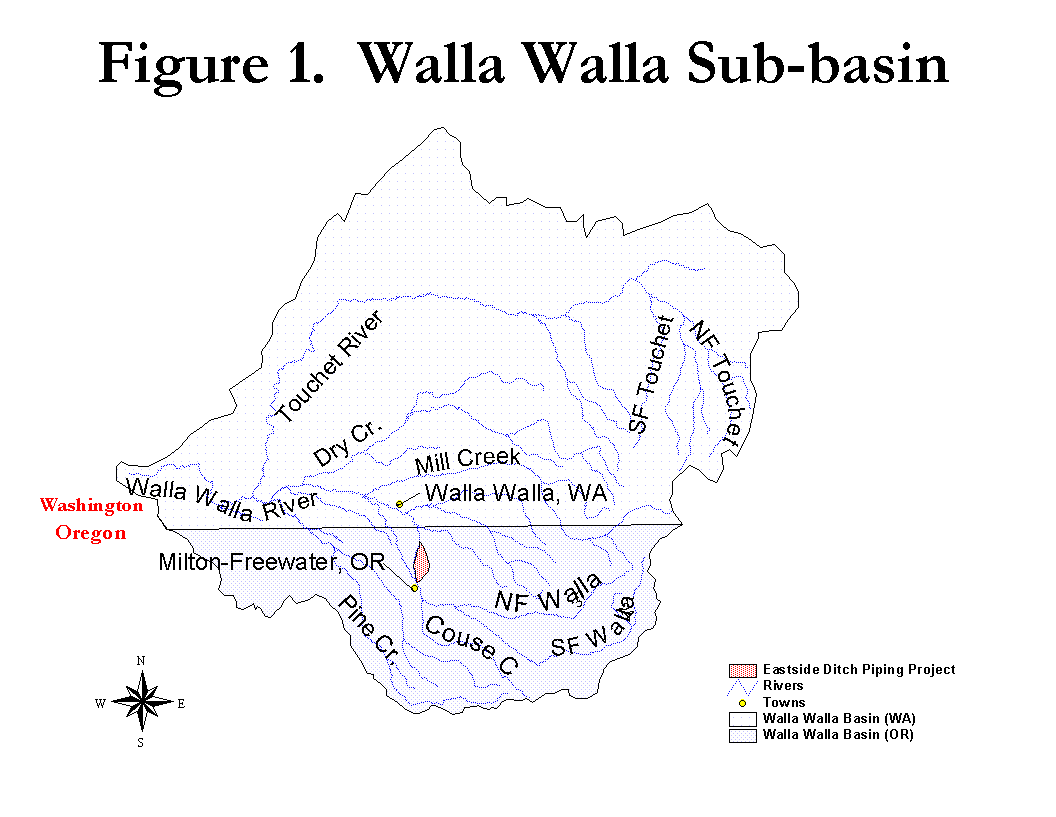 Figure 1. Walla Walla Sub-basin
Touchet River
SF Touchet
NF Touchet
Dry Cr.
Mill Creek
Walla Walla River
Walla Walla, WA
Washington
Oregon
Milton-Freewater, OR
NF Walla
Pine Cr,
Couse C
SF Walla
N
W
E
S
Eastside Ditch Piping Project
Rivers
Towns
Walla Walla Basin (WA)
Walla Walla Basin (OR)